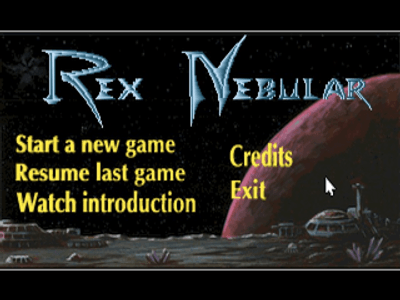 Rex Nebular
Start a new game
Resume last game
Watch introduction
Credits
Exit